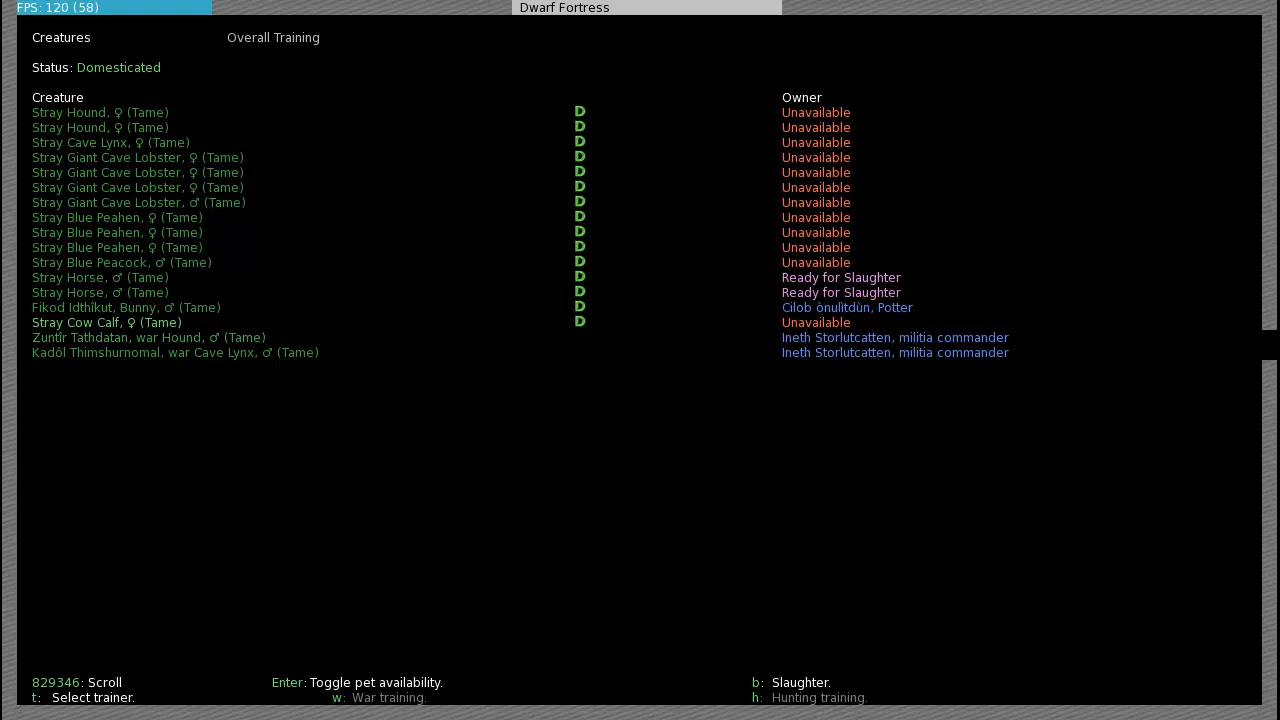 FPS: 120 (58) Dwarf Fortress
Creatures Overall Training
Status: Domesticated
Creature Owner
Stray Hound, ♀ (Tame) D Unavailable
Stray Hound, ♀ (Tame) D Unavailable
Stray Cave Lynx, ♀ (Tame) D Unavailable
Stray Giant Cave Lobster, ♀ (Tame) D Unavailable
Stray Giant Cave Lobster, ♀ (Tame) D Unavailable
Stray Giant Cave Lobster, ♀ (Tame) D Unavailable
Stray Giant Cave Lobster, ♂ (Tame) D Unavailable
Stray Blue Peahen, ♀ (Tame) D Unavailable
Stray Blue Peahen, ♀ (Tame) D Unavailable
Stray Blue Peahen, ♀ (Tame) D Unavailable
Stray Blue Peacock, ♂ (Tame) D Unavailable
Stray Horse, ♂ (Tame) D Ready for Slaughter
Stray Horse, ♂ (Tame) D Ready for Slaughter
Fikod Idthîkut, Bunny, ♂ (Tame) D Cilob ònulìtdùn, Potter
Stray Cow Calf, ♀ (Tame) D Unavailable
Zuntîr Tathdatan, war Hound, ♂ (Tame) Ineth Storlutcatten, militia commander
Kadôl Thimshurnomal, war Cave Lynx, ♂ (Tame) Ineth Storlutcatten, militia commander
829346: Scroll Enter: Toggle pet availability. b: Slaughter.
t: Select trainer. w: War training. h: Hunting training.